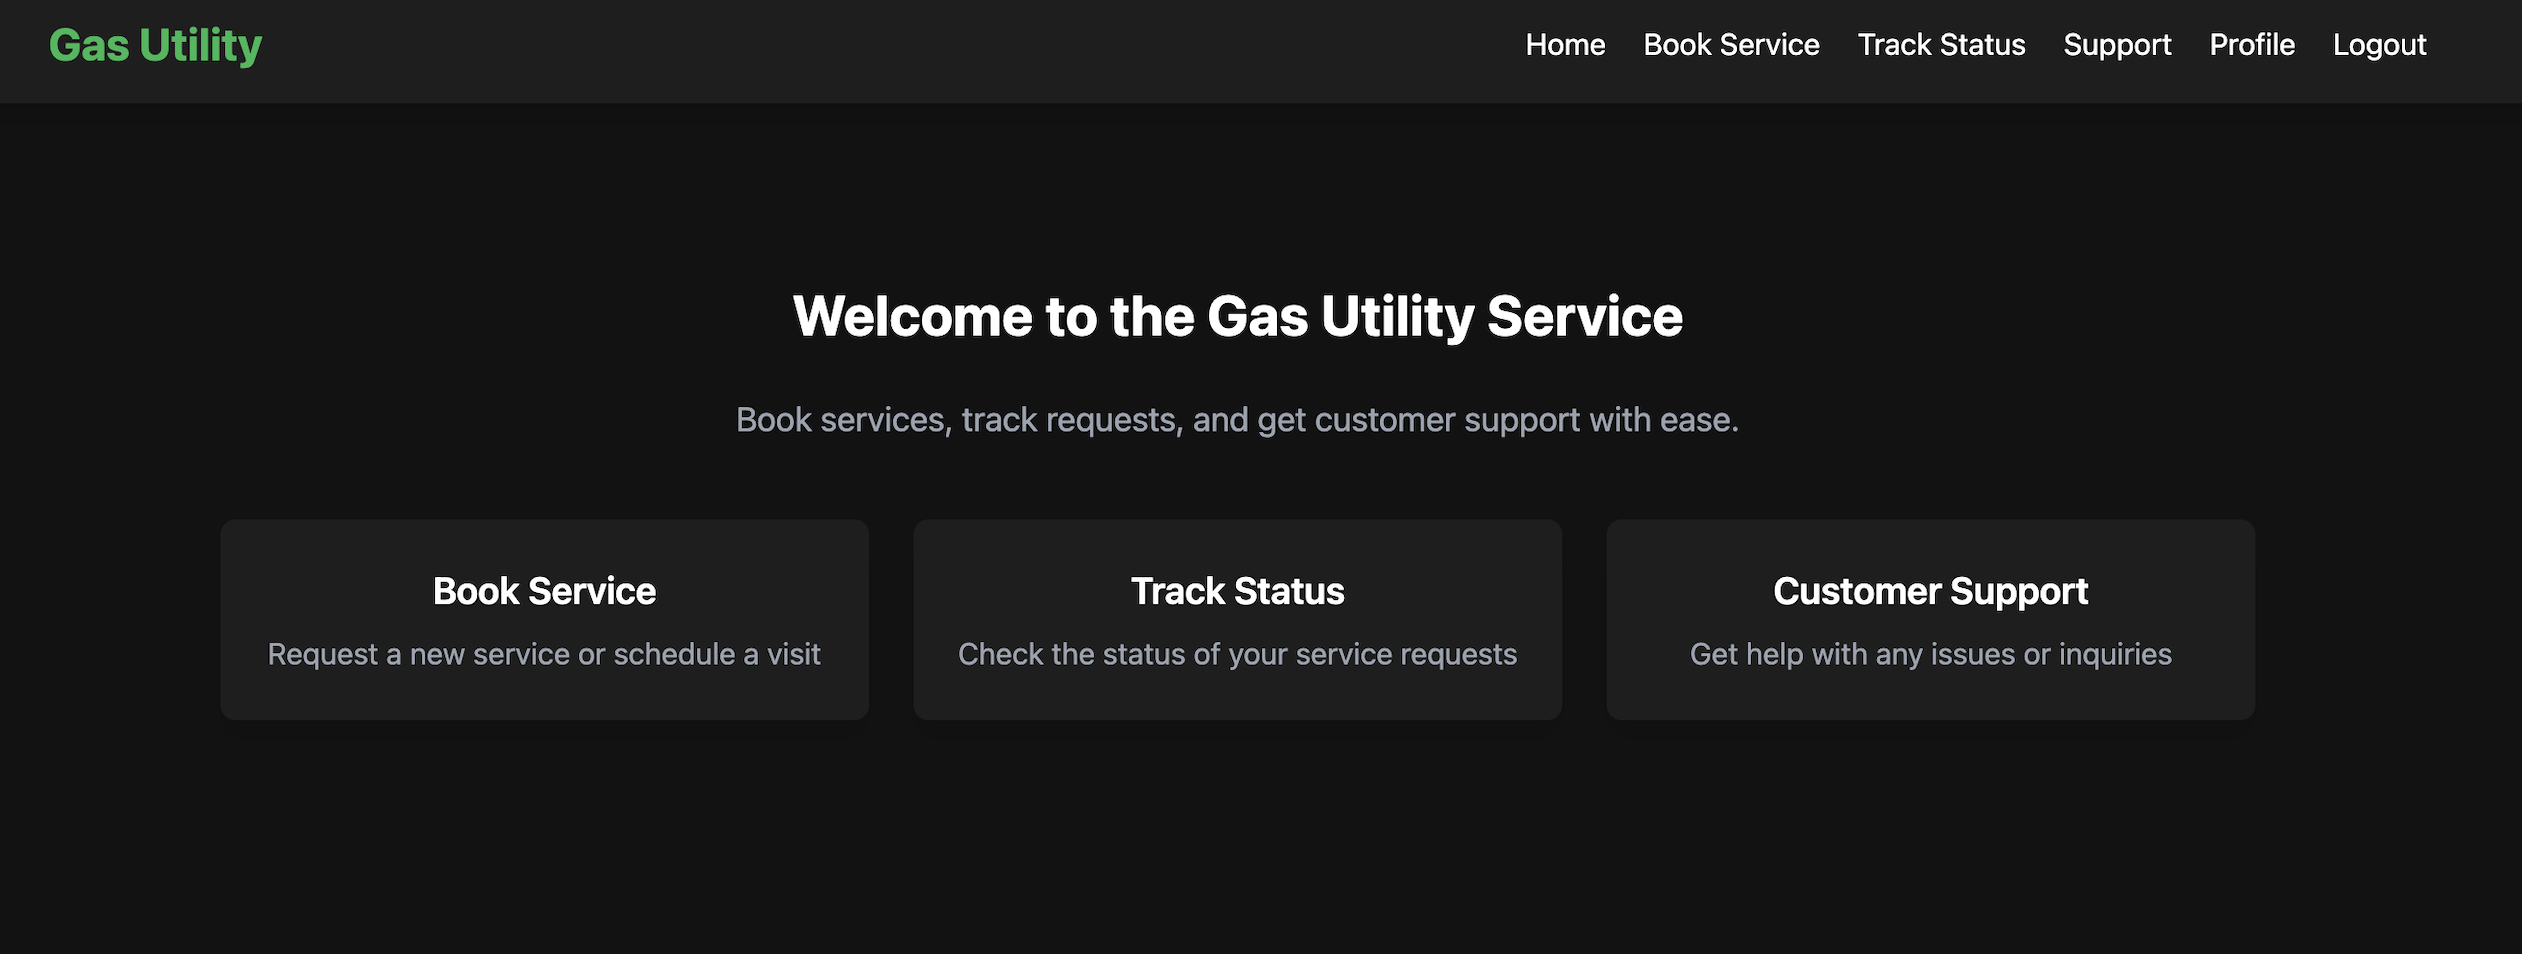 Gas Utility
Home Book Service Track Status Support Profile Logout
Welcome to the Gas Utility Service
Book services, track requests, and get customer support with ease.
Book Service
Request a new service or schedule a visit
Track Status
Check the status of your service requests
Customer Support
Get help with any issues or inquiries